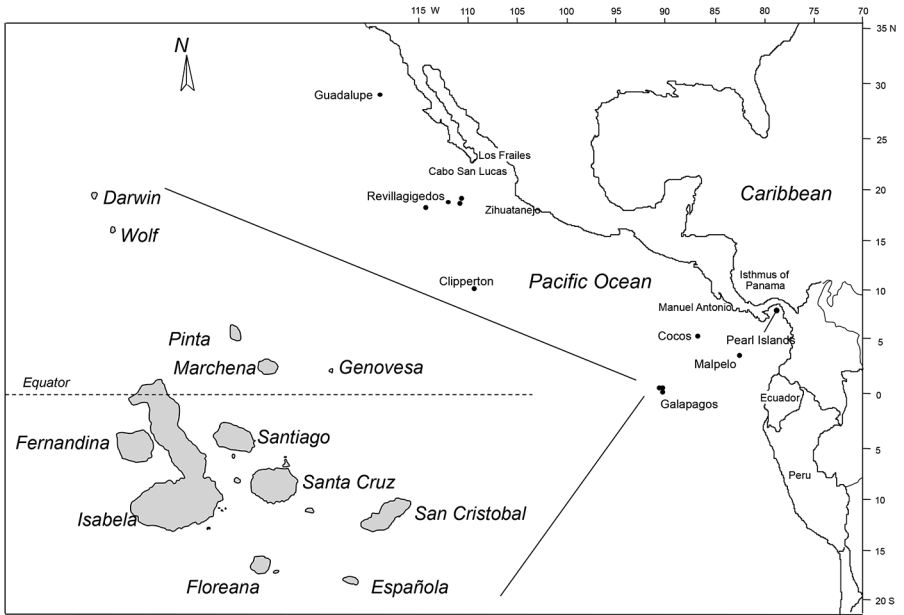 115 W 110 105 100 95 90 85 80 75 70
35 N
N
Guadalupe
30
25
Los Frailes
Cabo San Lucas
Darwin
Revillagigedos
Zihuatanejo
Caribbean
20
Wolf
15
Clipperton
Pacific Ocean
Isthmus of
Panama
10
Manuel Antonio
Pinta
Cocos
Pearl Islands
5
Marchena
Genovesa
Malpelo
Equator
0
Ecuador
Galapagos
Fernandina
Santiago
5
Santa Cruz
Peru
10
Isabela
San Cristobal
15
Floreana
Española
20 S